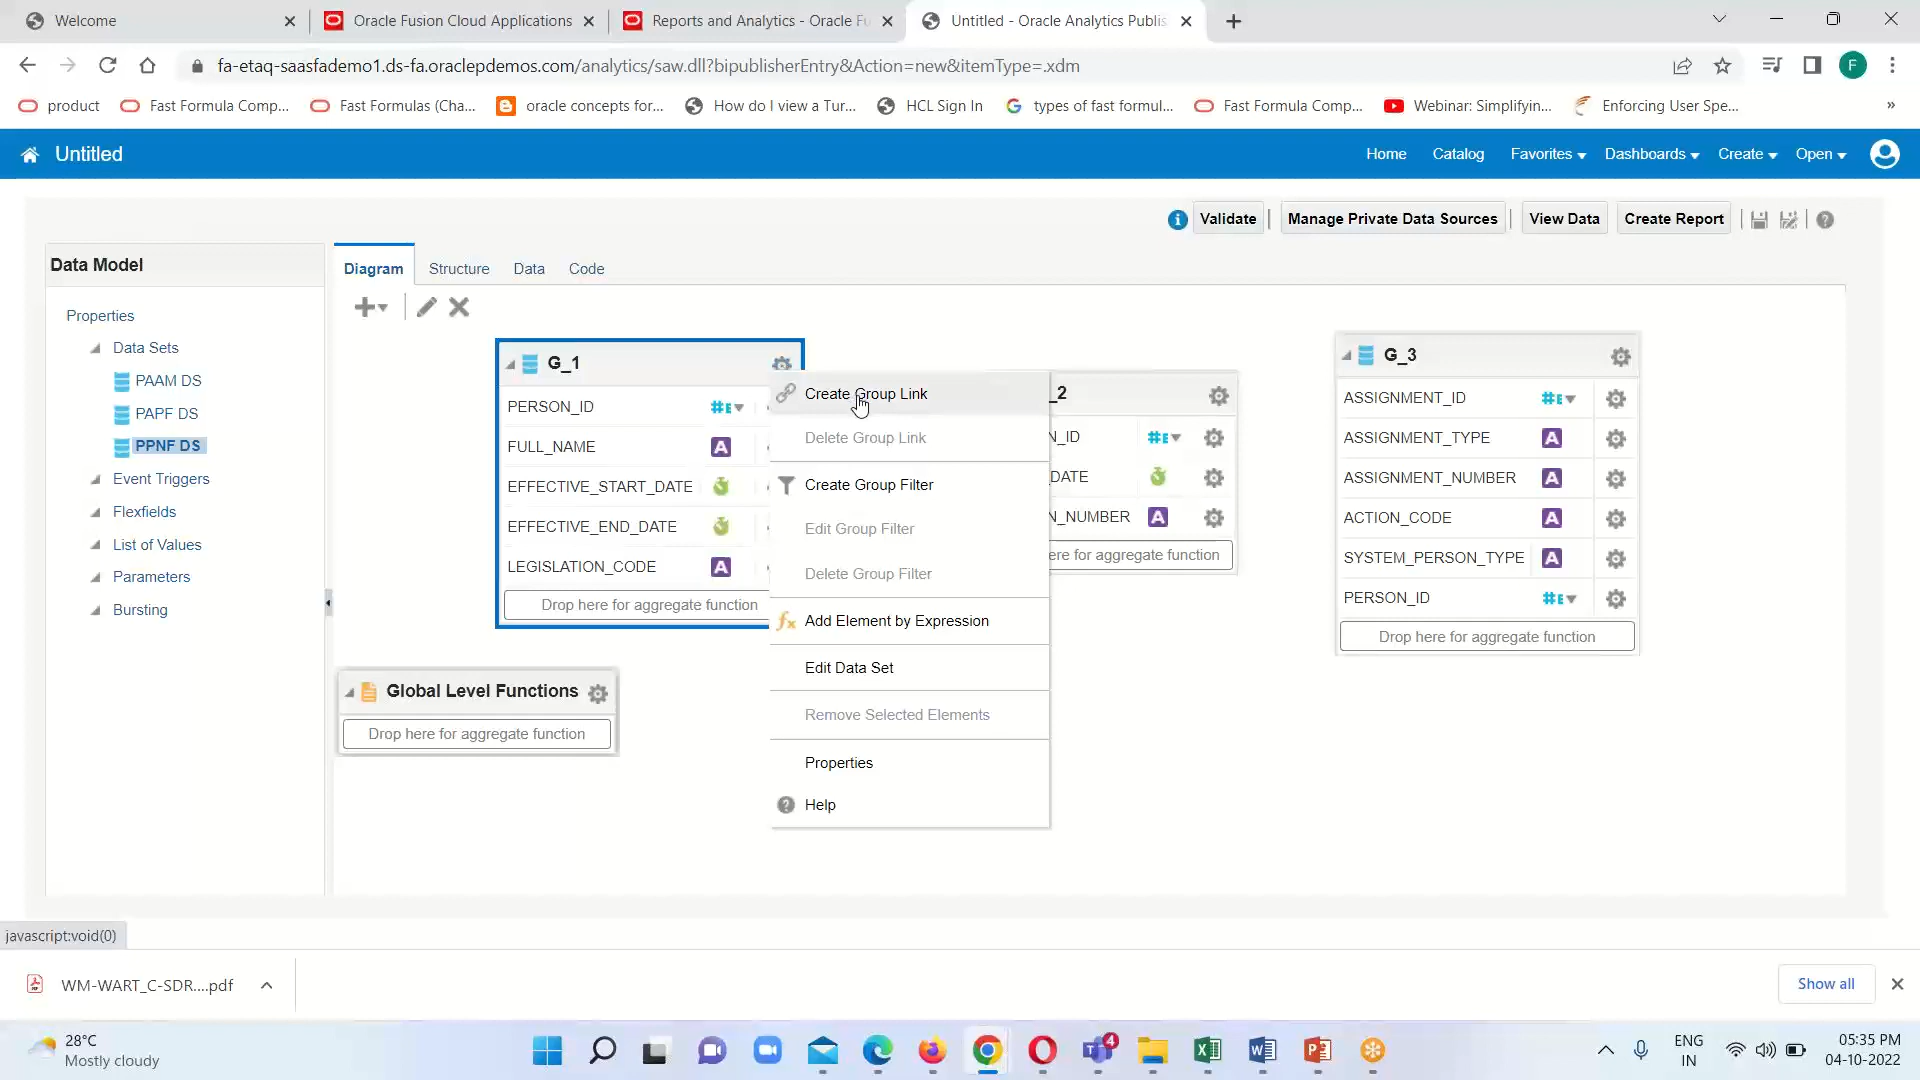 Welcome
Oracle Fusion Cloud Applications
Reports and Analytics - Oracle Fu
Untitled - Oracle Analytics Publis
fa-etaq-saasfademo1.ds-fa.oraclepdemos.com/analytics/saw.dll?bipublisherEntry&Action=new&itemType=.xdm
F
product
Fast Formula Comp...
Fast Formulas (Cha...
oracle concepts for...
How do I view a Tur...
HCL Sign In
types of fast formul...
Fast Formula Comp...
Webinar: Simplifyin...
Enforcing User Spe...
»
Untitled
Home
Catalog
Favorites
Dashboards
Create
Open
Validate
Manage Private Data Sources
View Data
Create Report
Data Model
Properties
Data Sets
PAAM DS
PAPF DS
PPNF DS
Event Triggers
Flexfields
List of Values
Parameters
Bursting
Diagram
Structure
Data
Code
G_1
PERSON_ID
FULL_NAME
EFFECTIVE_START_DATE
EFFECTIVE_END_DATE
LEGISLATION_CODE
Drop here for aggregate function
Create Group Link
Delete Group Link
Create Group Filter
Edit Group Filter
Delete Group Filter
Add Element by Expression
Edit Data Set
Remove Selected Elements
Properties
Help
_2
N_ID
_DATE
N_NUMBER
ere for aggregate function
G_3
ASSIGNMENT_ID
ASSIGNMENT_TYPE
ASSIGNMENT_NUMBER
ACTION_CODE
SYSTEM_PERSON_TYPE
PERSON_ID
Drop here for aggregate function
Global Level Functions
Drop here for aggregate function
javascript:void(0)
WM-WART_C-SDR....pdf
Show all
28°C
Mostly cloudy
4
ENG
IN
05:35 PM
04-10-2022